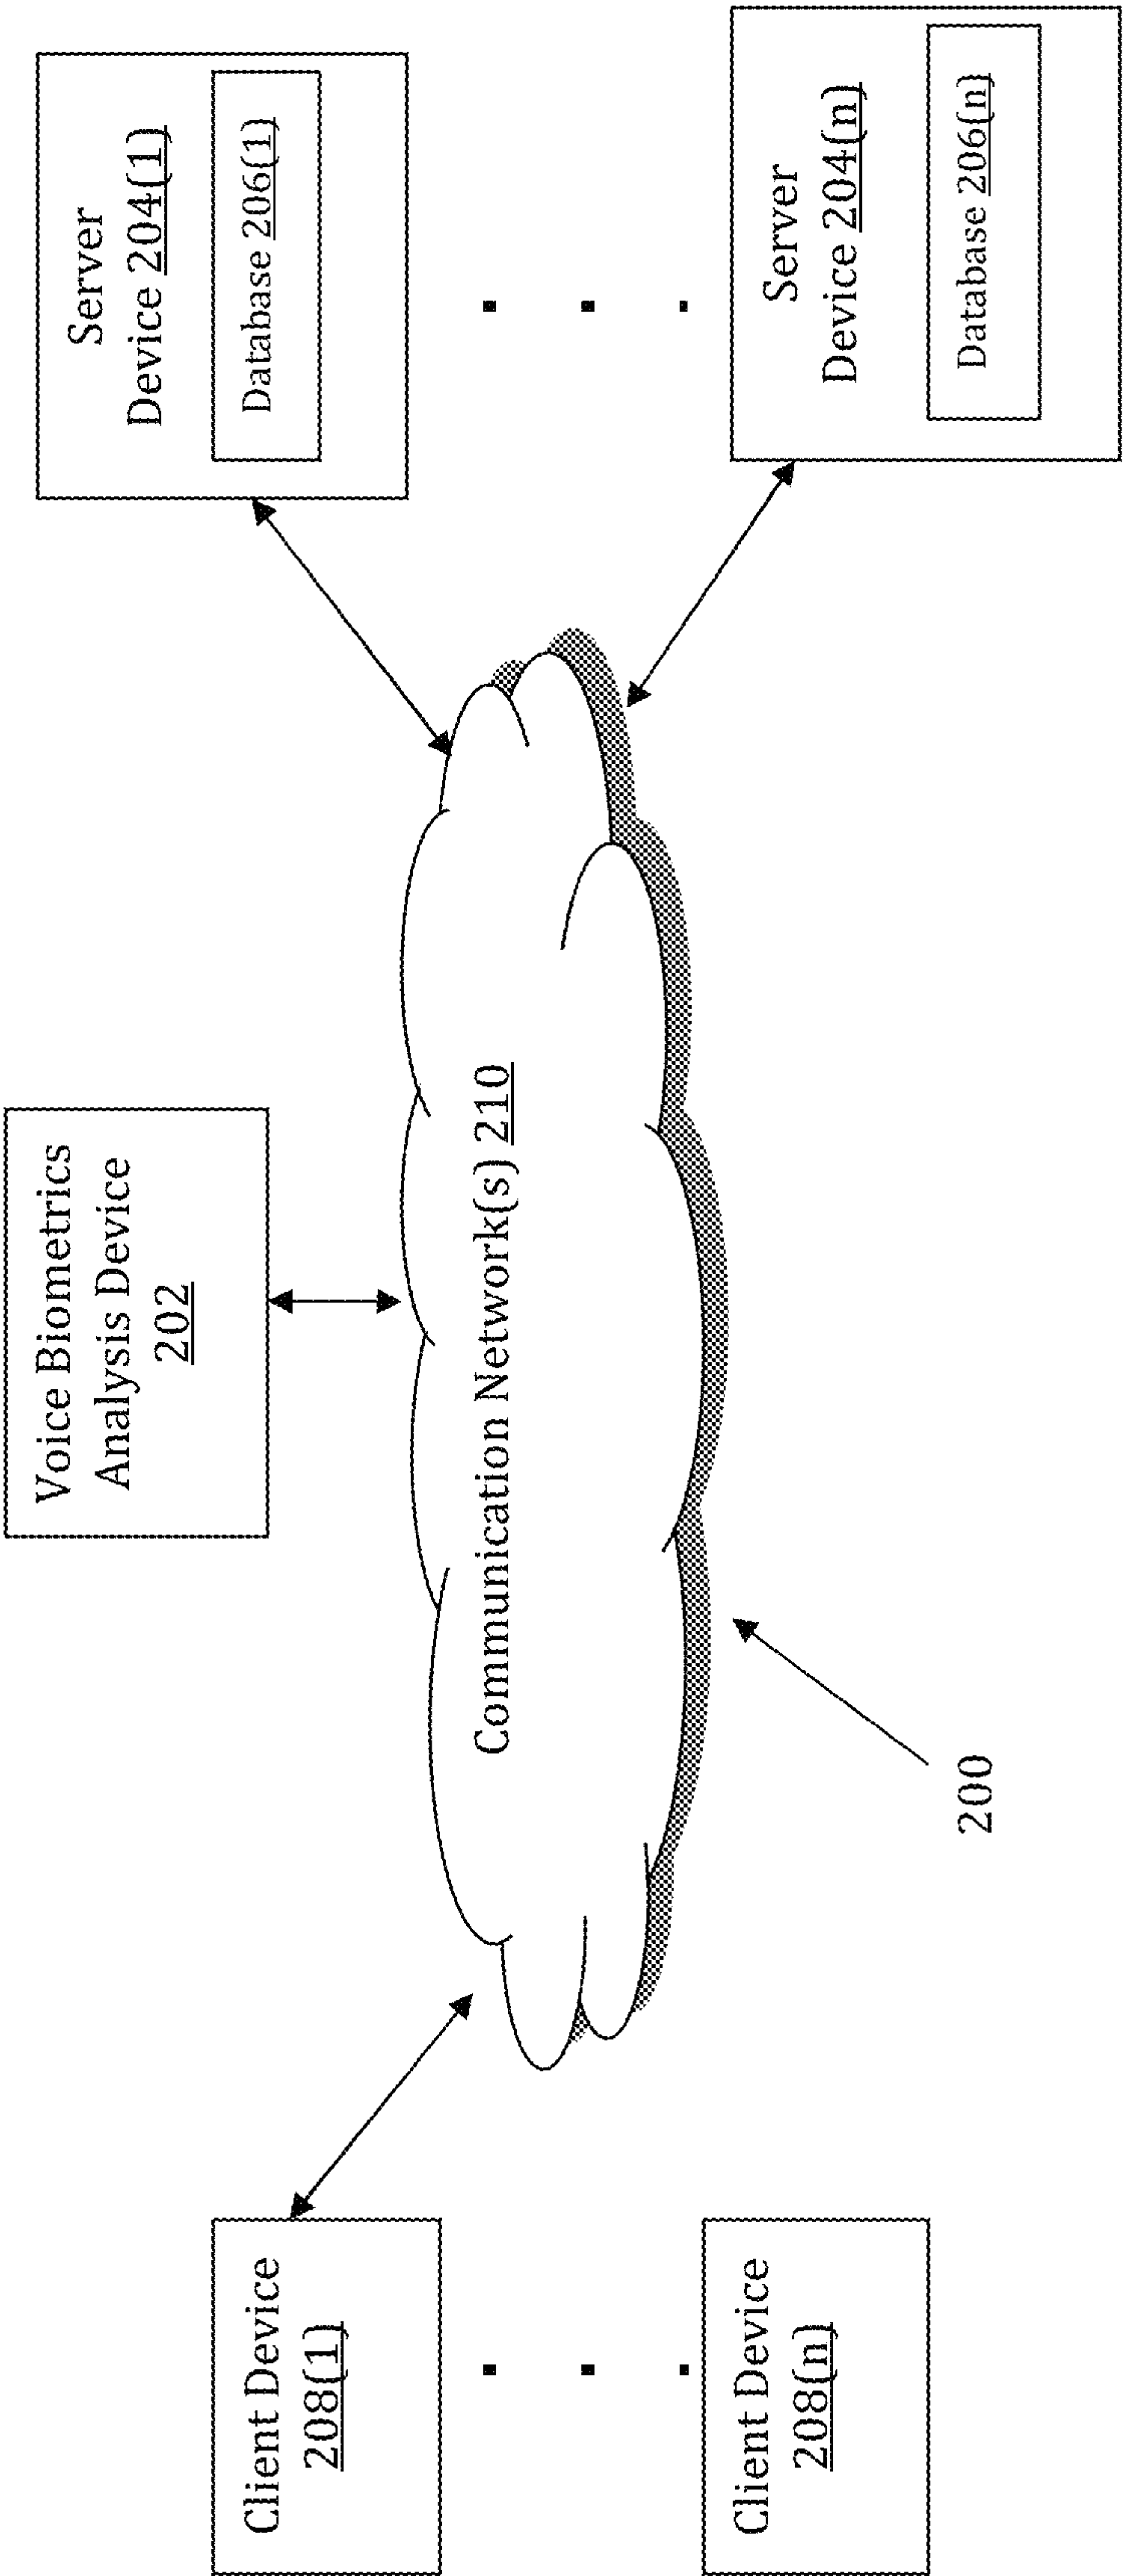 Voice Biometrics
Analysis Device
202
Client Device
208(1)
Client Device
208(n)
Communication Network(s) 210
Server
Device 204(1)
Database 206(1)
Server
Device 204(n)
Database 206(n)
200